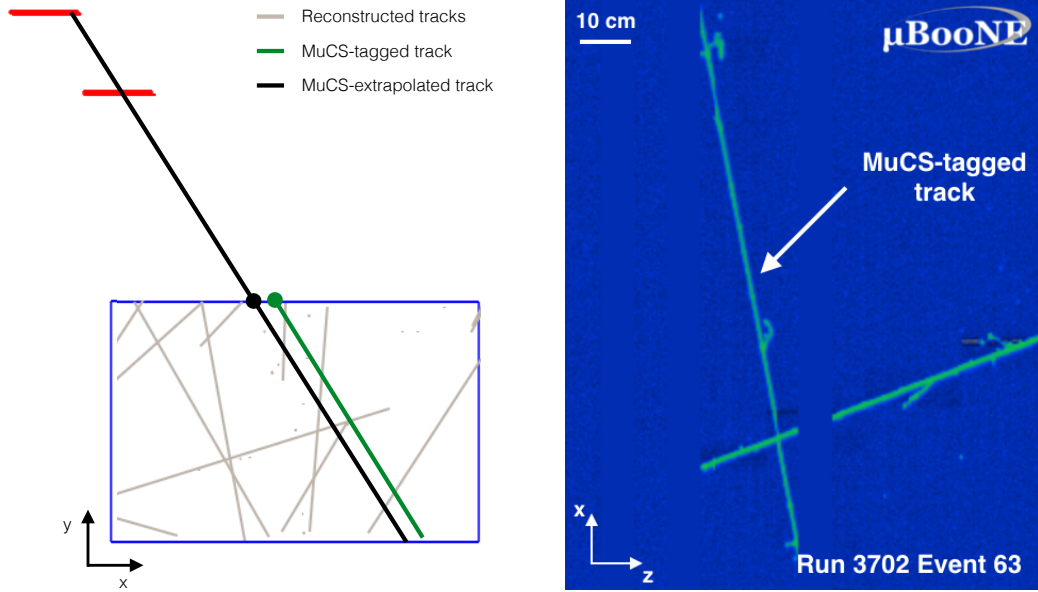 Reconstructed tracks
MuCS-tagged track
MuCS-extrapolated track
y
x
10 cm
μBooNE
MuCS-tagged
track
x
z
Run 3702 Event 63